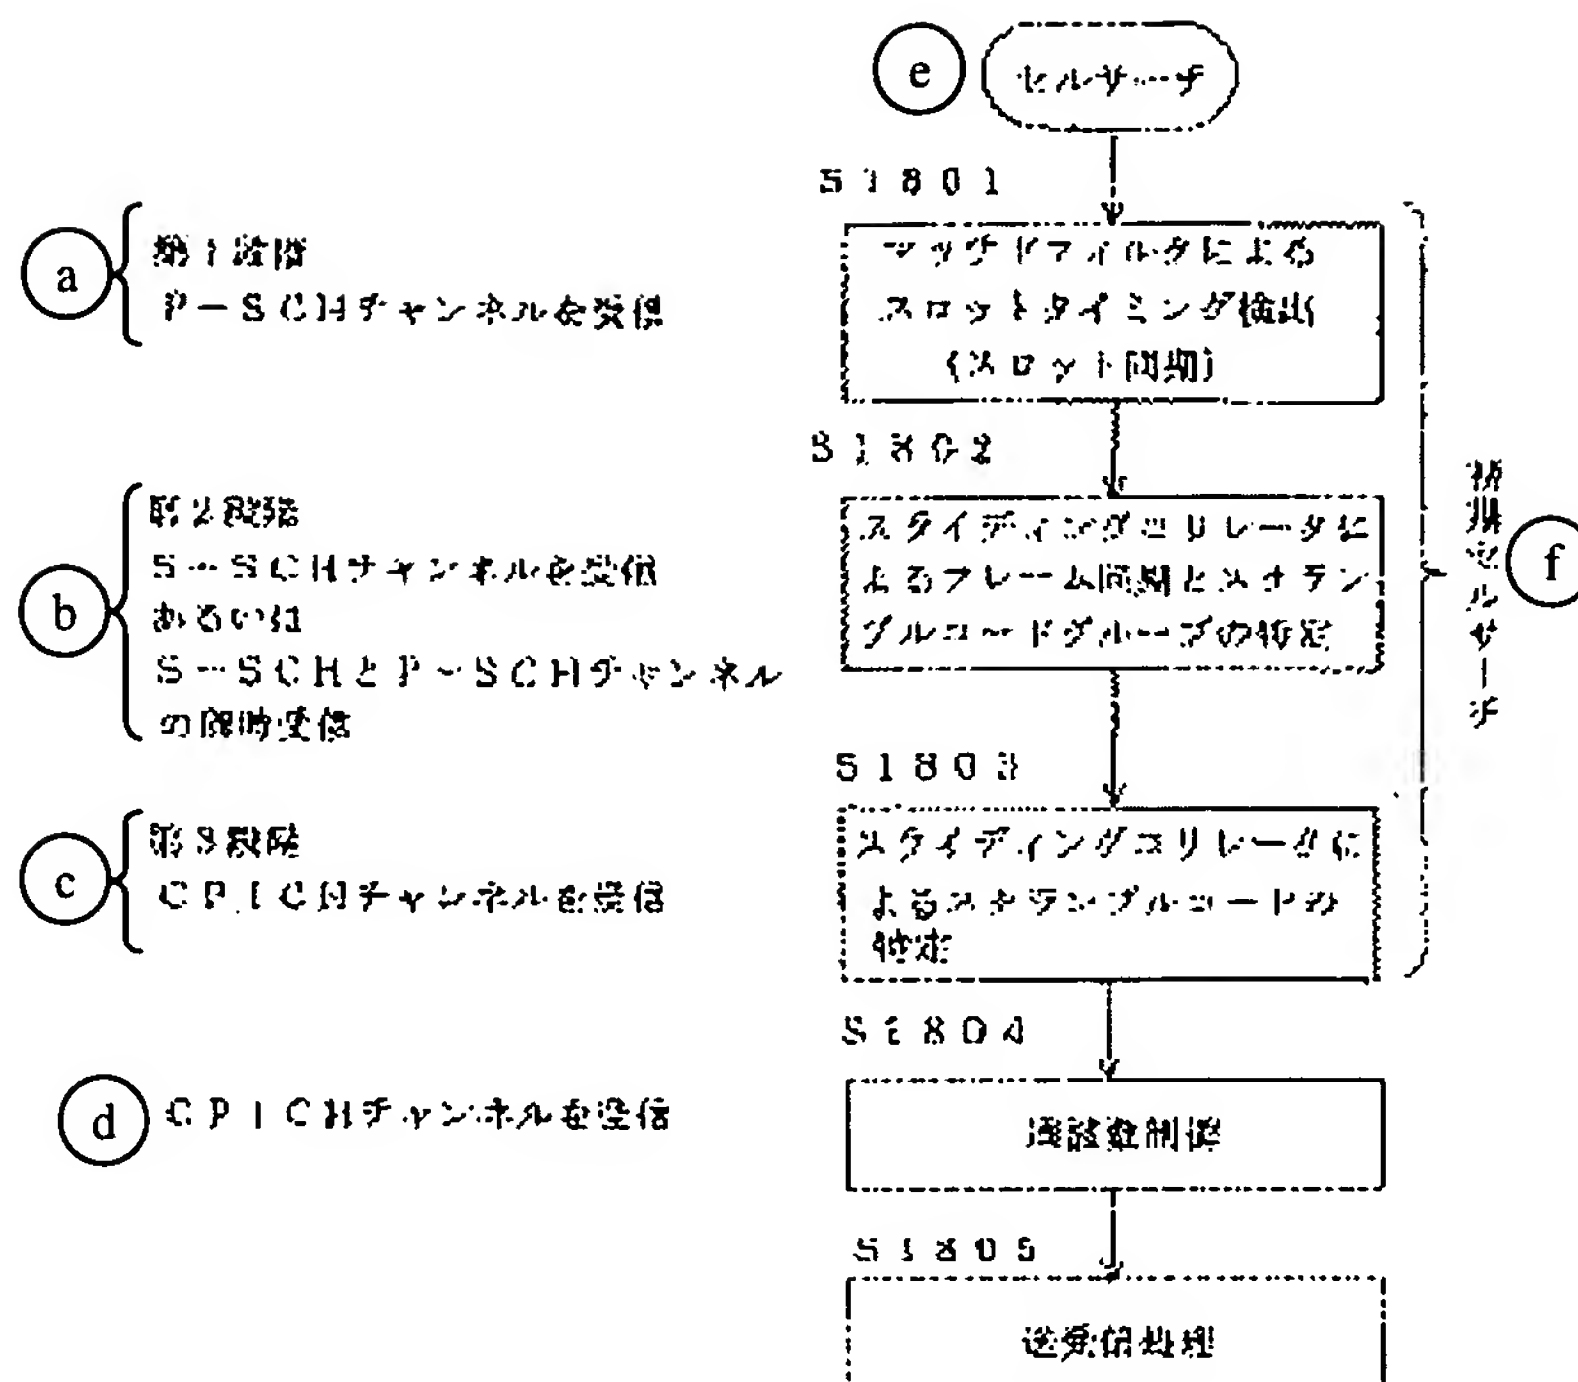 e
セルサーチ
S1801
a
第1段階
P-SCHチャンネルを受信
マッチドフィルタによる
スロットタイミング検出
(スロット同期)
S1802
b
第2段階
S-SCHチャンネルを受信
あるいは
S-SCHとP-SCHチャンネル
の同時受信
スライディングコリレータに
よるフレーム同期とスクラン
ブルコードグループの特定
初期セルサーチ
f
S1803
c
第3段階
CPICHチャンネルを受信
スライディングコリレータに
よるスクランブルコードの
特定
S1804
d
CPICHチャンネルを受信
周波数制御
S1805
送受信処理